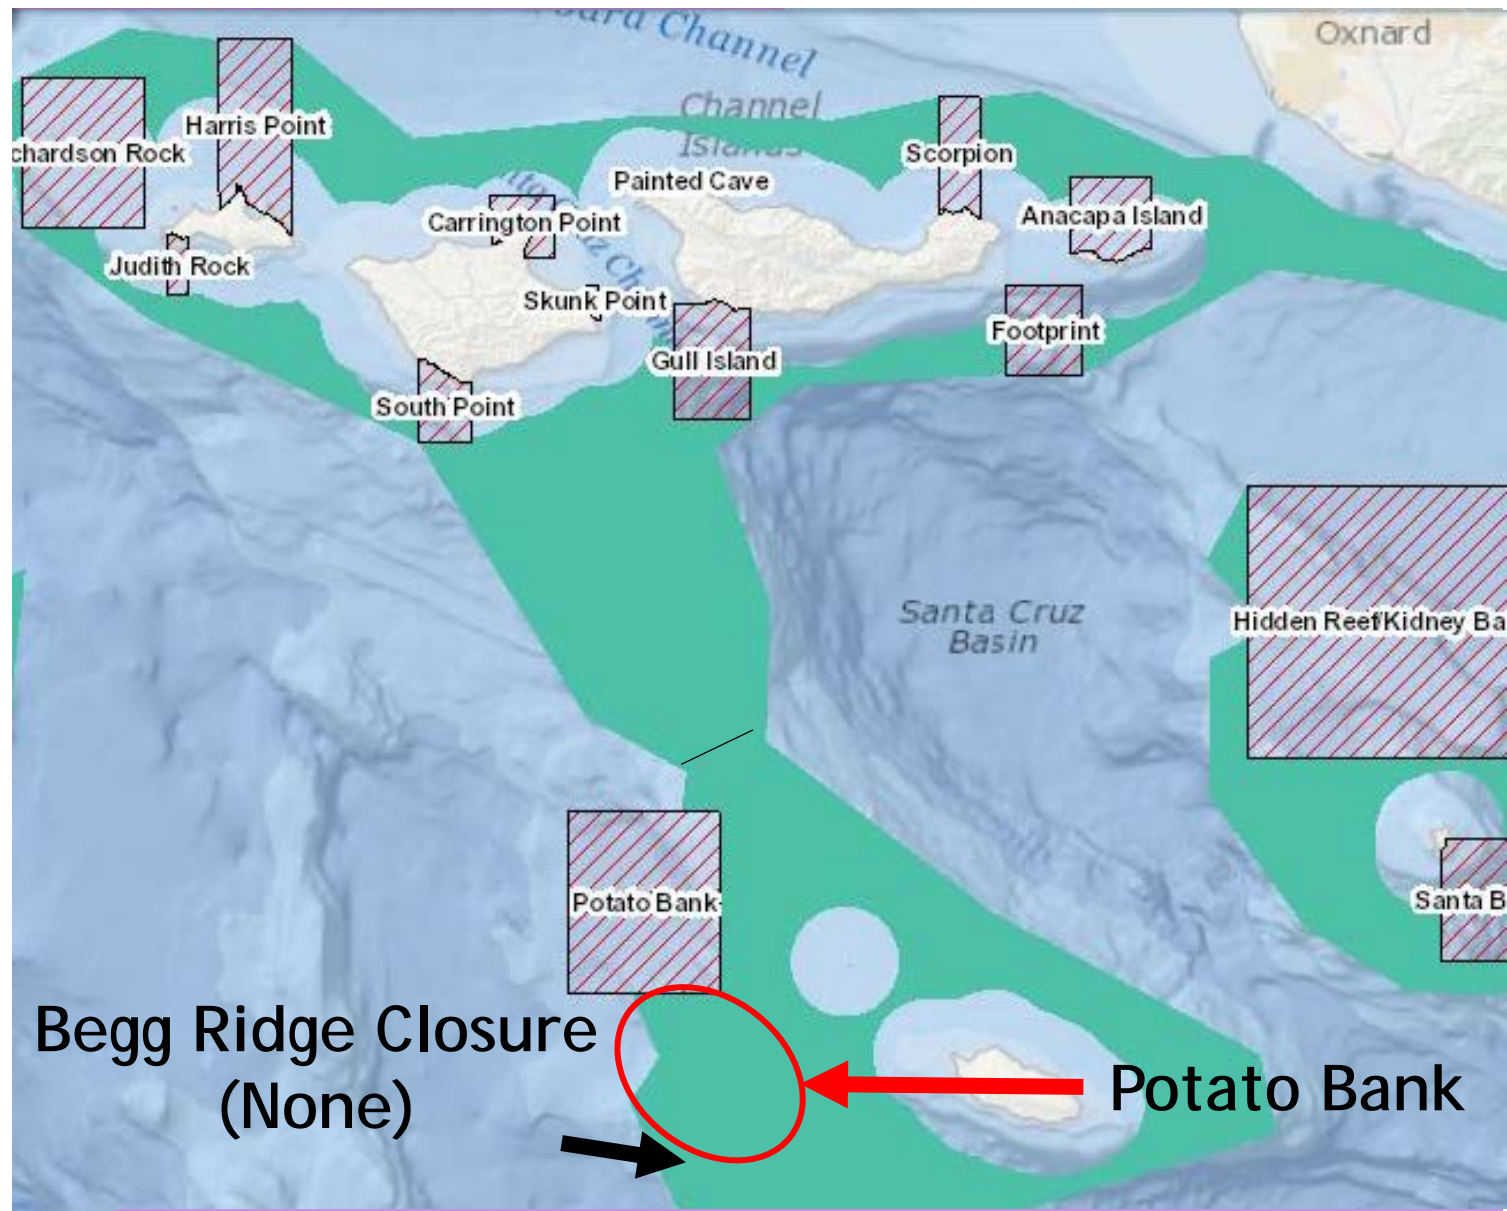 Channel
Oxnard
Channel
Islands
Harris Point
chardson Rock
Scorpion
Painted Cave
Carrington Point
Anacapa Island
Judith Rock
Skunk Point
Footprint
Gull Island
South Point
Santa Cruz
Basin
Hidden Reef/Kidney Ba
Potato Bank
Santa B
Begg Ridge Closure
(None)
Potato Bank